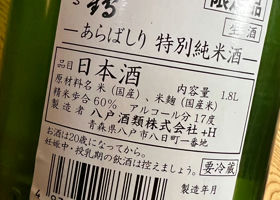 限定品
生酒
鶴
―あらばしり 特別純米酒―
品目 日本酒 内容量 1.8L
原材料名 米(国産)、米麹(国産米)
精米歩合60% アルコール分 17度
製造者 八戸酒類株式会社 +H
青森県八戸市八日町一番地
お酒は20歳になってから。
妊娠中・授乳期の飲酒は控えましょう。
要冷蔵
製造年月